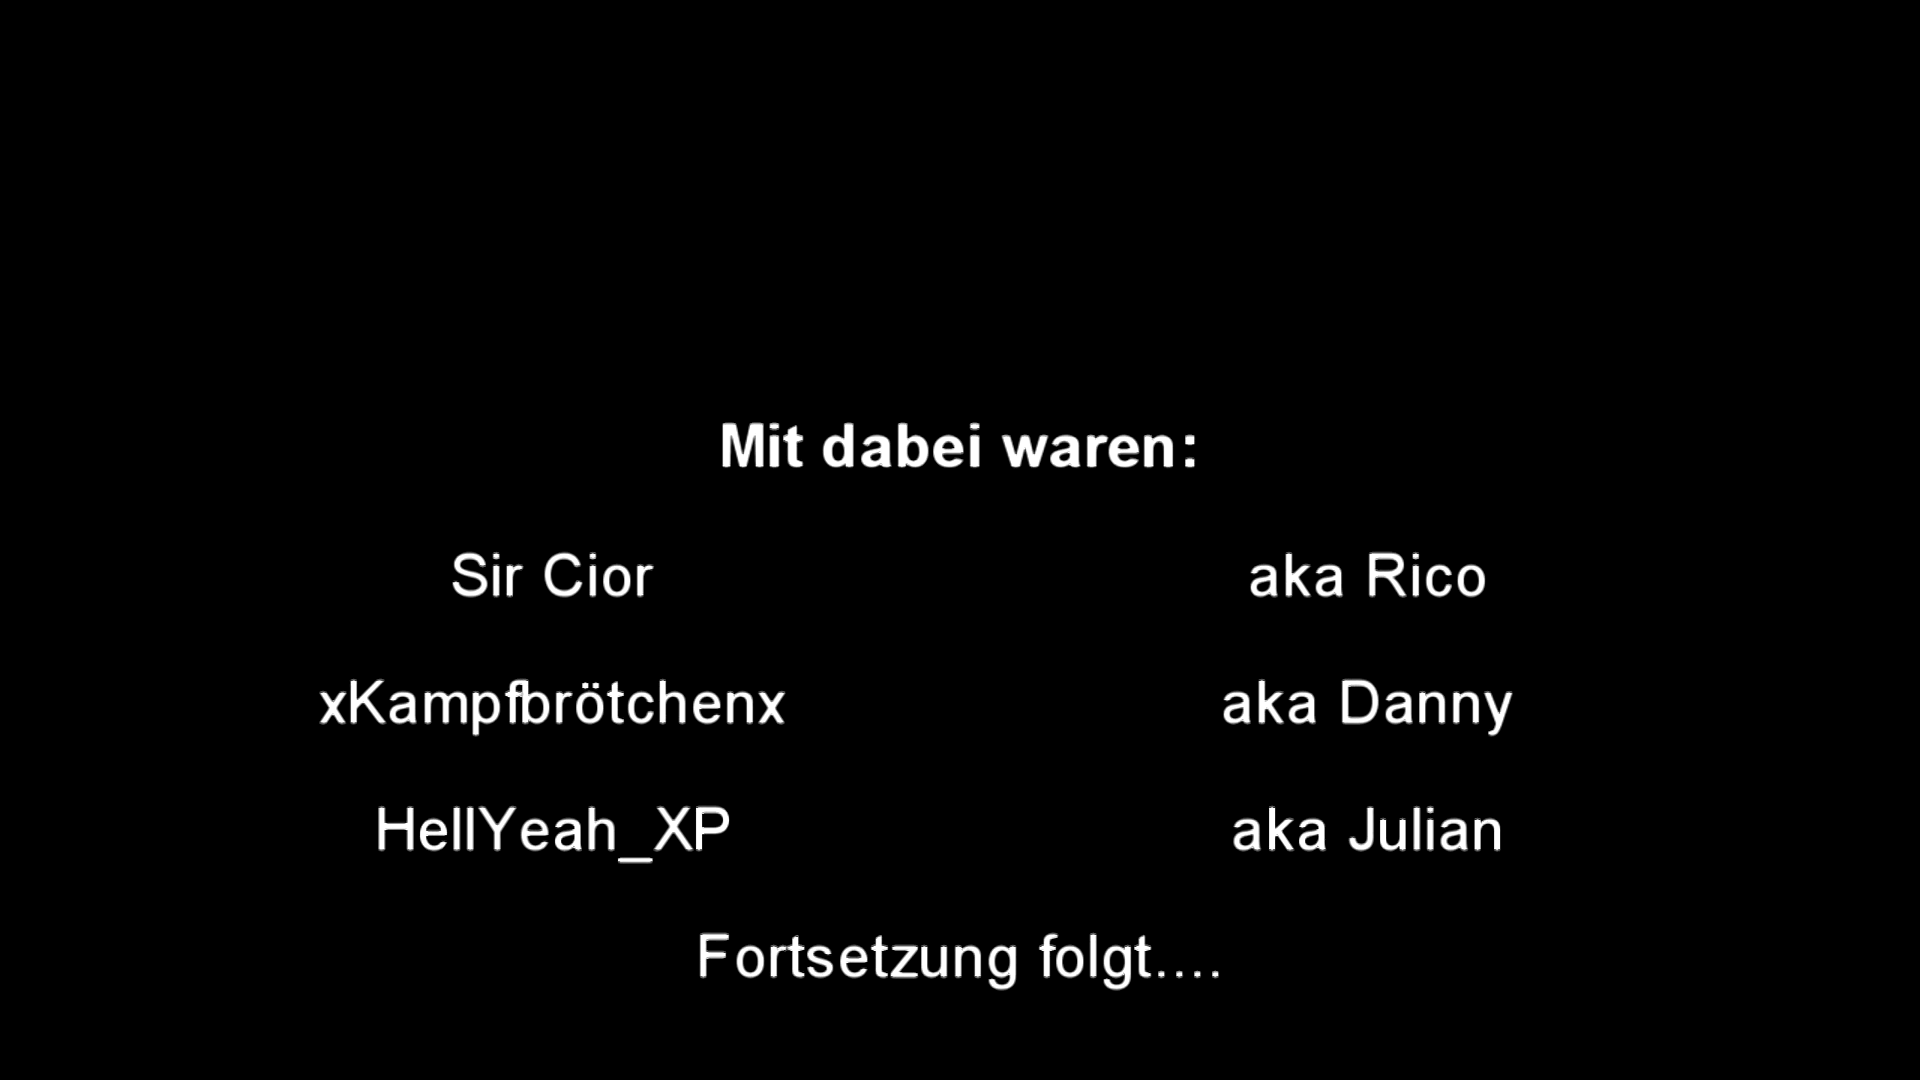 Mit dabei waren:
Sir Cior aka Rico
xKampfbrötchenx aka Danny
HellYeah_XP aka Julian
Fortsetzung folgt....